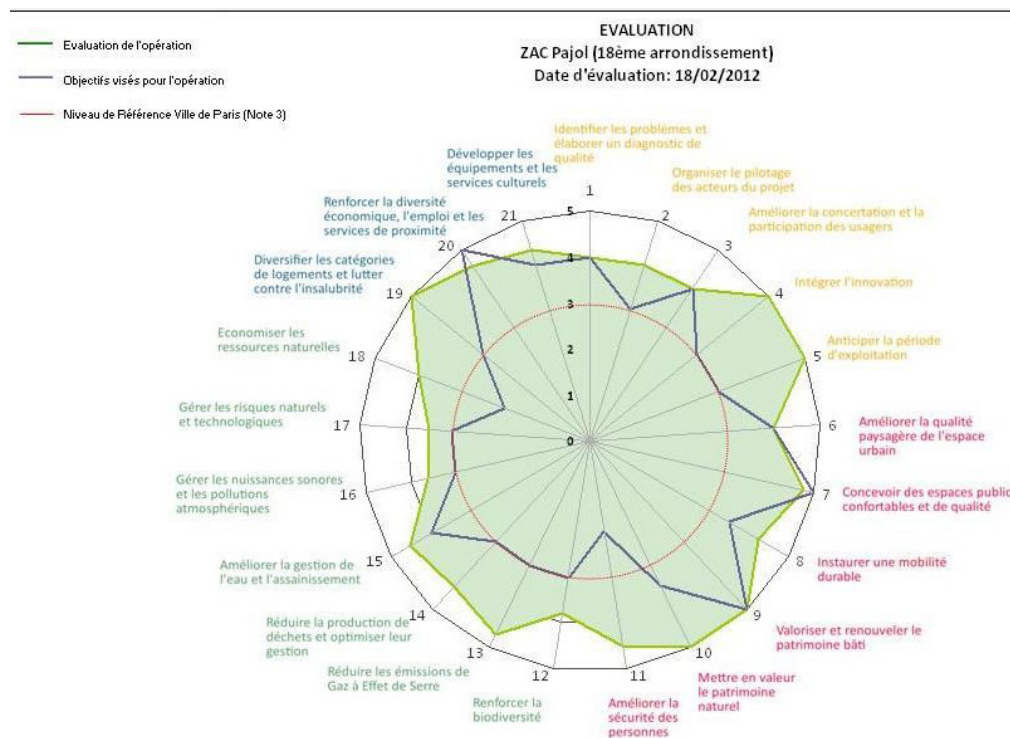 EVALUATION
ZAC Pajol (18ème arrondissement)
Date d'évaluation: 18/02/2012
Evaluation de l'opération
Objectifs visés pour l'opération
Niveau de Référence Ville de Paris (Note 3)
Identifier les problèmes et
élaborer un diagnostic de
qualité
1
Organiser le pilotage
des acteurs du projet
2
Améliorer la concertation et la
participation des usagers
3
Intégrer l'innovation
4
Anticiper la période
d'exploitation
5
Améliorer la qualité
paysagère de l'espace
urbain
6
Concevoir des espaces public
confortables et de qualité
7
Instaurer une mobilité
durable
8
Valoriser et renouveler le
patrimoine bâti
9
Mettre en valeur
le patrimoine
naturel
10
Améliorer la
sécurité des
personnes
11
Renforcer la
biodiversité
12
Réduire les émissions de
Gaz à Effet de Serre
13
Réduire la production de
déchets et optimiser leur
gestion
14
Améliorer la gestion de
l'eau et l'assainissement
15
Gérer les nuissances sonores
et les pollutions
atmosphériques
16
Gérer les risques naturels
et technologiques
17
Economiser les
ressources naturelles
18
Diversifier les catégories
de logements et lutter
contre l'insalubrité
19
Renforcer la diversité
économique, l'emploi et les
services de proximité
20
Développer les
équipements et les
services culturels
21
5
4
3
2
1
0